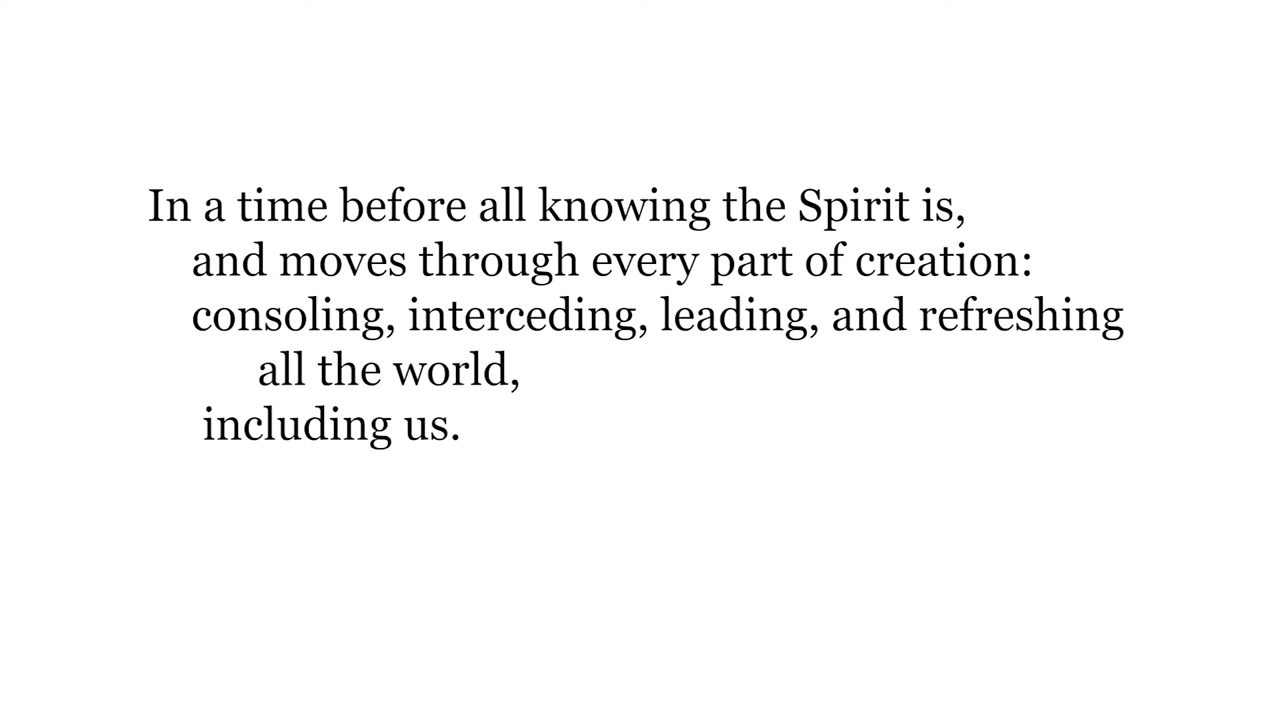 In a time before all knowing the Spirit is,
and moves through every part of creation:
consoling, interceding, leading, and refreshing
all the world,
including us.